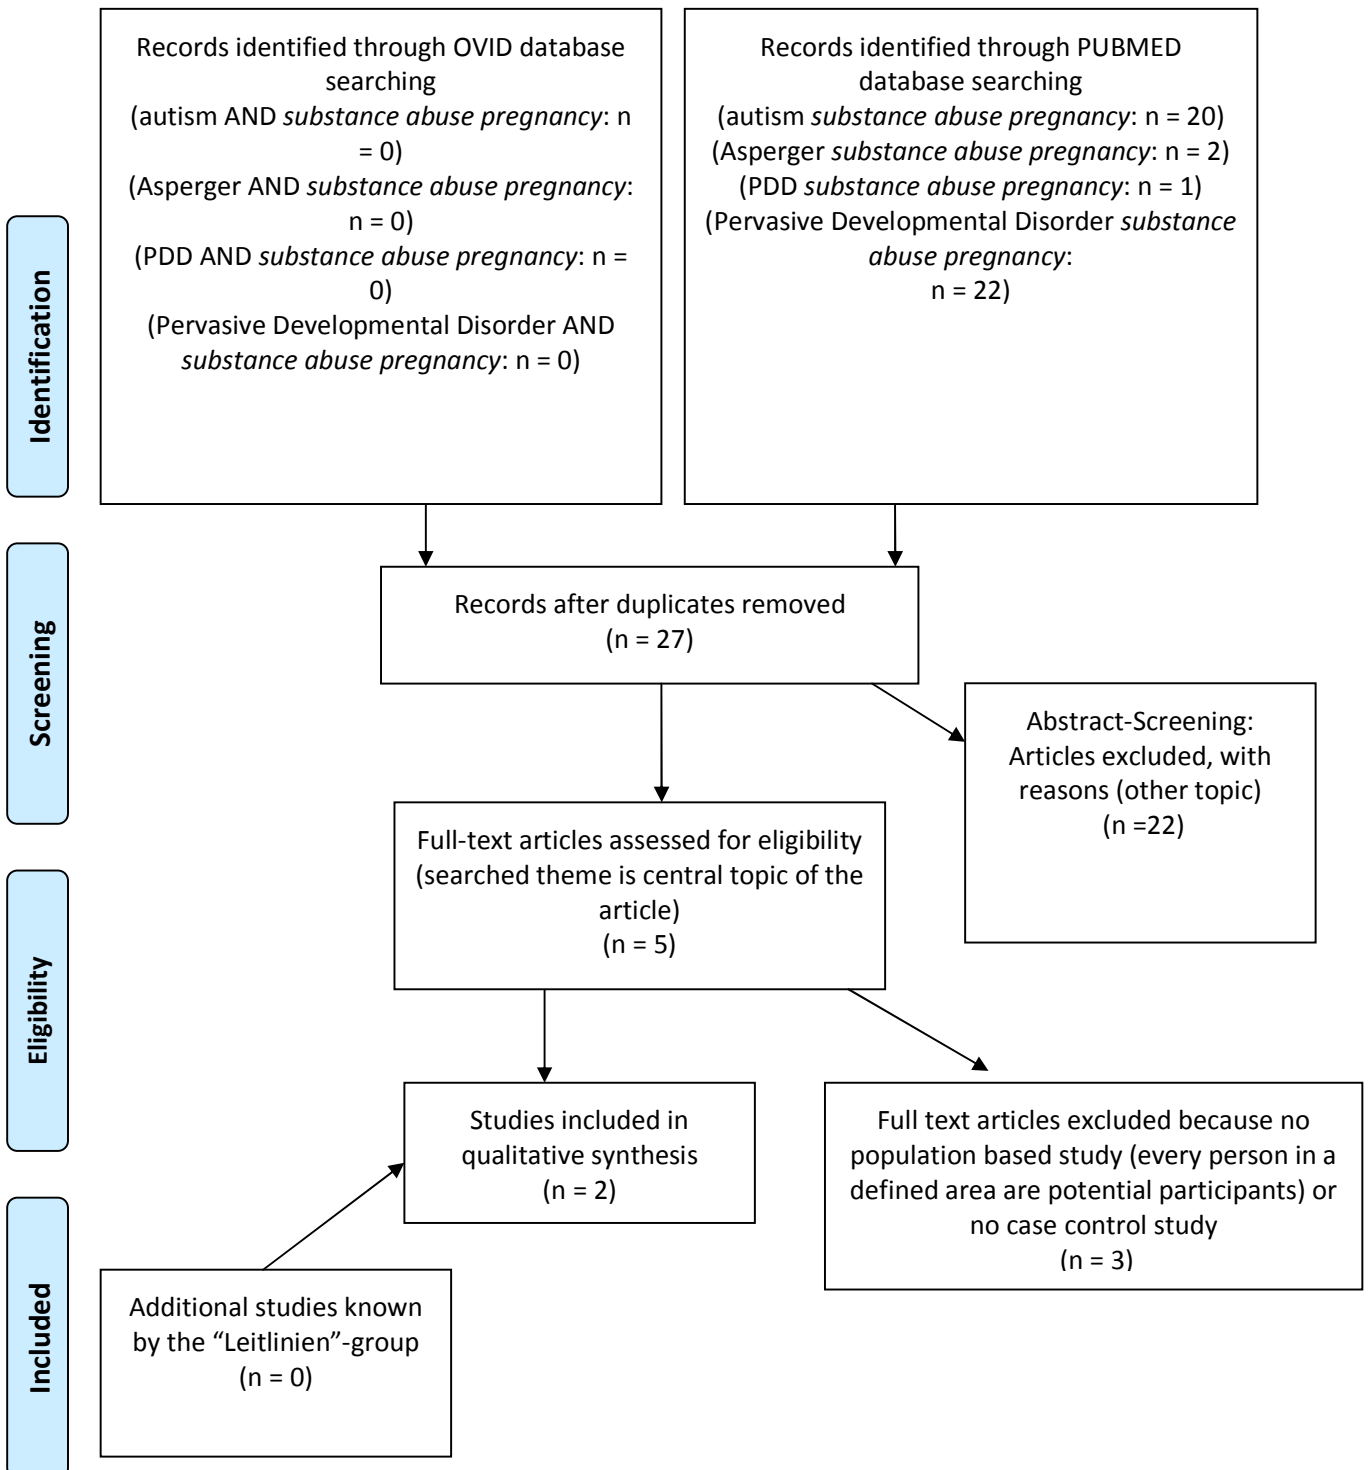 Records identified through OVID database
searching
(autism AND substance abuse pregnancy: n
= 0)
(Asperger AND substance abuse pregnancy:
n = 0)
(PDD AND substance abuse pregnancy: n =
0)
(Pervasive Developmental Disorder AND
substance abuse pregnancy: n = 0)
Records identified through PUBMED
database searching
(autism substance abuse pregnancy: n = 20)
(Asperger substance abuse pregnancy: n = 2)
(PDD substance abuse pregnancy: n = 1)
(Pervasive Developmental Disorder substance
abuse pregnancy:
n = 22)
Identification
Records after duplicates removed
(n = 27)
Screening
Abstract-Screening:
Articles excluded, with
reasons (other topic)
(n =22)
Full-text articles assessed for eligibility
(searched theme is central topic of the
article)
(n = 5)
Eligibility
Studies included in
qualitative synthesis
(n = 2)
Full text articles excluded because no
population based study (every person in a
defined area are potential participants) or
no case control study
(n = 3)
Included
Additional studies known
by the “Leitlinien”-group
(n = 0)